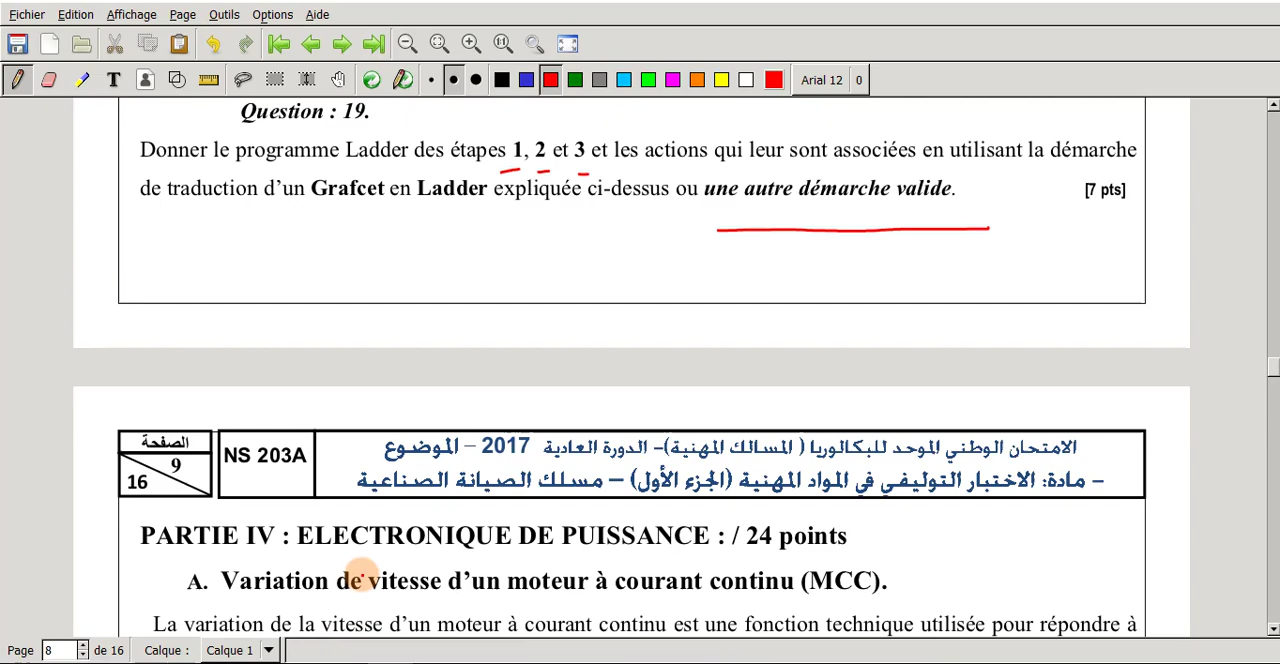 Fichier Edition Affichage Page Outils Options Aide
T Arial 12 0
Question : 19.
Donner le programme Ladder des étapes 1, 2 et 3 et les actions qui leur sont associées en utilisant la démarche
de traduction d’un Grafcet en Ladder expliquée ci-dessus ou une autre démarche valide. [7 pts]
الصفحة
9
16
NS 203A
الامتحان الوطني الموحد للبكالوريا (المسالك المهنية)– الدورة العادية 2017 – الموضوع
– مادة: الاختبار التوليفي في المواد المهنية (الجزء الأول) – مسلك الصيانة الصناعية
PARTIE IV : ELECTRONIQUE DE PUISSANCE : / 24 points
A. Variation de vitesse d’un moteur à courant continu (MCC).
La variation de la vitesse d’un moteur à courant continu est une fonction technique utilisée pour répondre à
Page 8 de 16 Calque : Calque 1